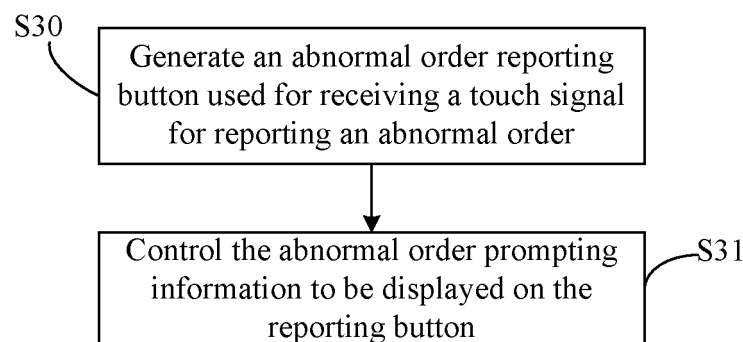 S30
Generate an abnormal order reporting
button used for receiving a touch signal
for reporting an abnormal order
Control the abnormal order prompting
information to be displayed on the
reporting button
S31